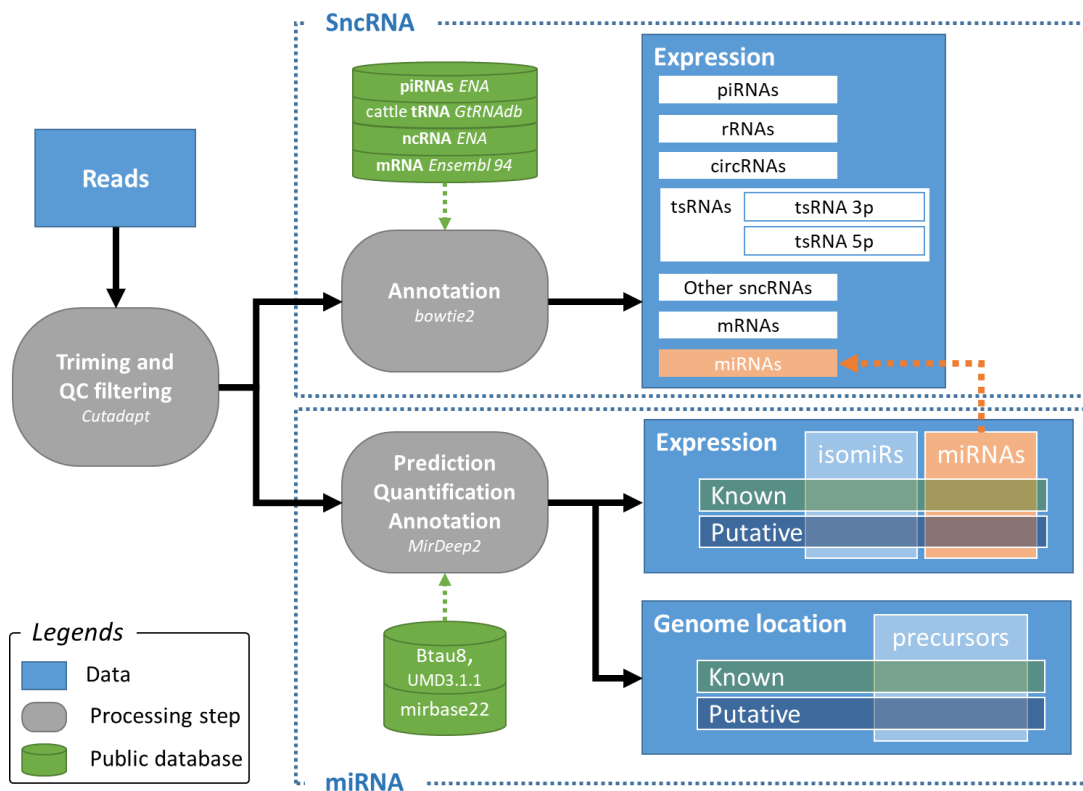 SncRNA
piRNAs ENA
cattle tRNA GtRNAdb
ncRNA ENA
mRNA Ensembl 94
Reads
Triming and
QC filtering
Cutadapt
Annotation
bowtie2
Expression
piRNAs
rRNAs
circRNAs
tsRNAs
tsRNA 3p
tsRNA 5p
Other sncRNAs
mRNAs
miRNAs
Prediction
Quantification
Annotation
MirDeep2
Btau8,
UMD3.1.1
mirbase22
Expression
isomiRs
miRNAs
Known
Putative
Genome location
precursors
Known
Putative
miRNA
Legends
Data
Processing step
Public database